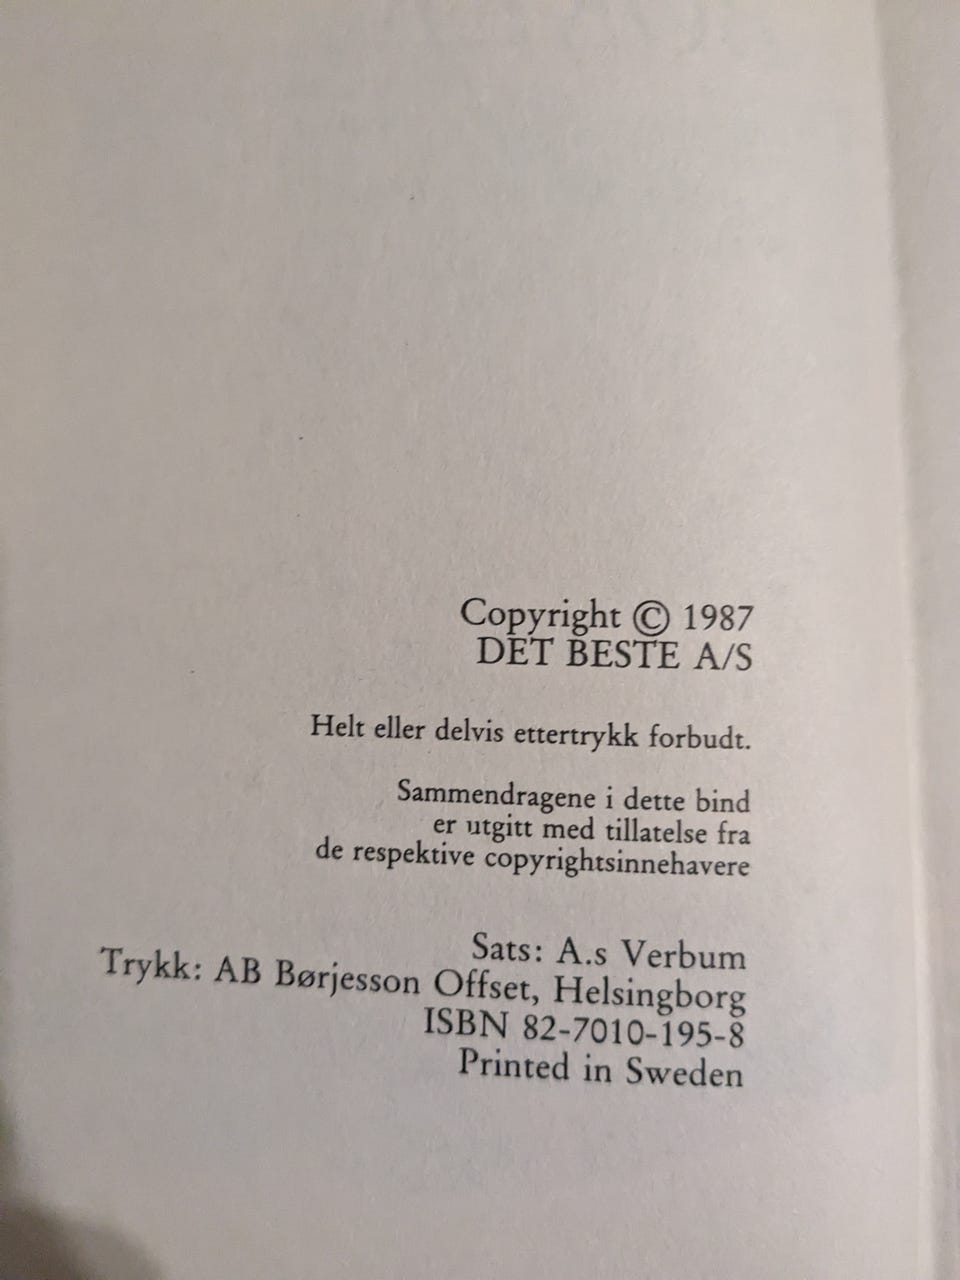 Copyright © 1987
DET BESTE A/S
Helt eller delvis ettertrykk forbudt.
Sammendragene i dette bind
er utgitt med tillatelse fra
de respektive copyrightsinnehavere
Sats: A.s Verbum
Trykk: AB Børjesson Offset, Helsingborg
ISBN 82-7010-195-8
Printed in Sweden